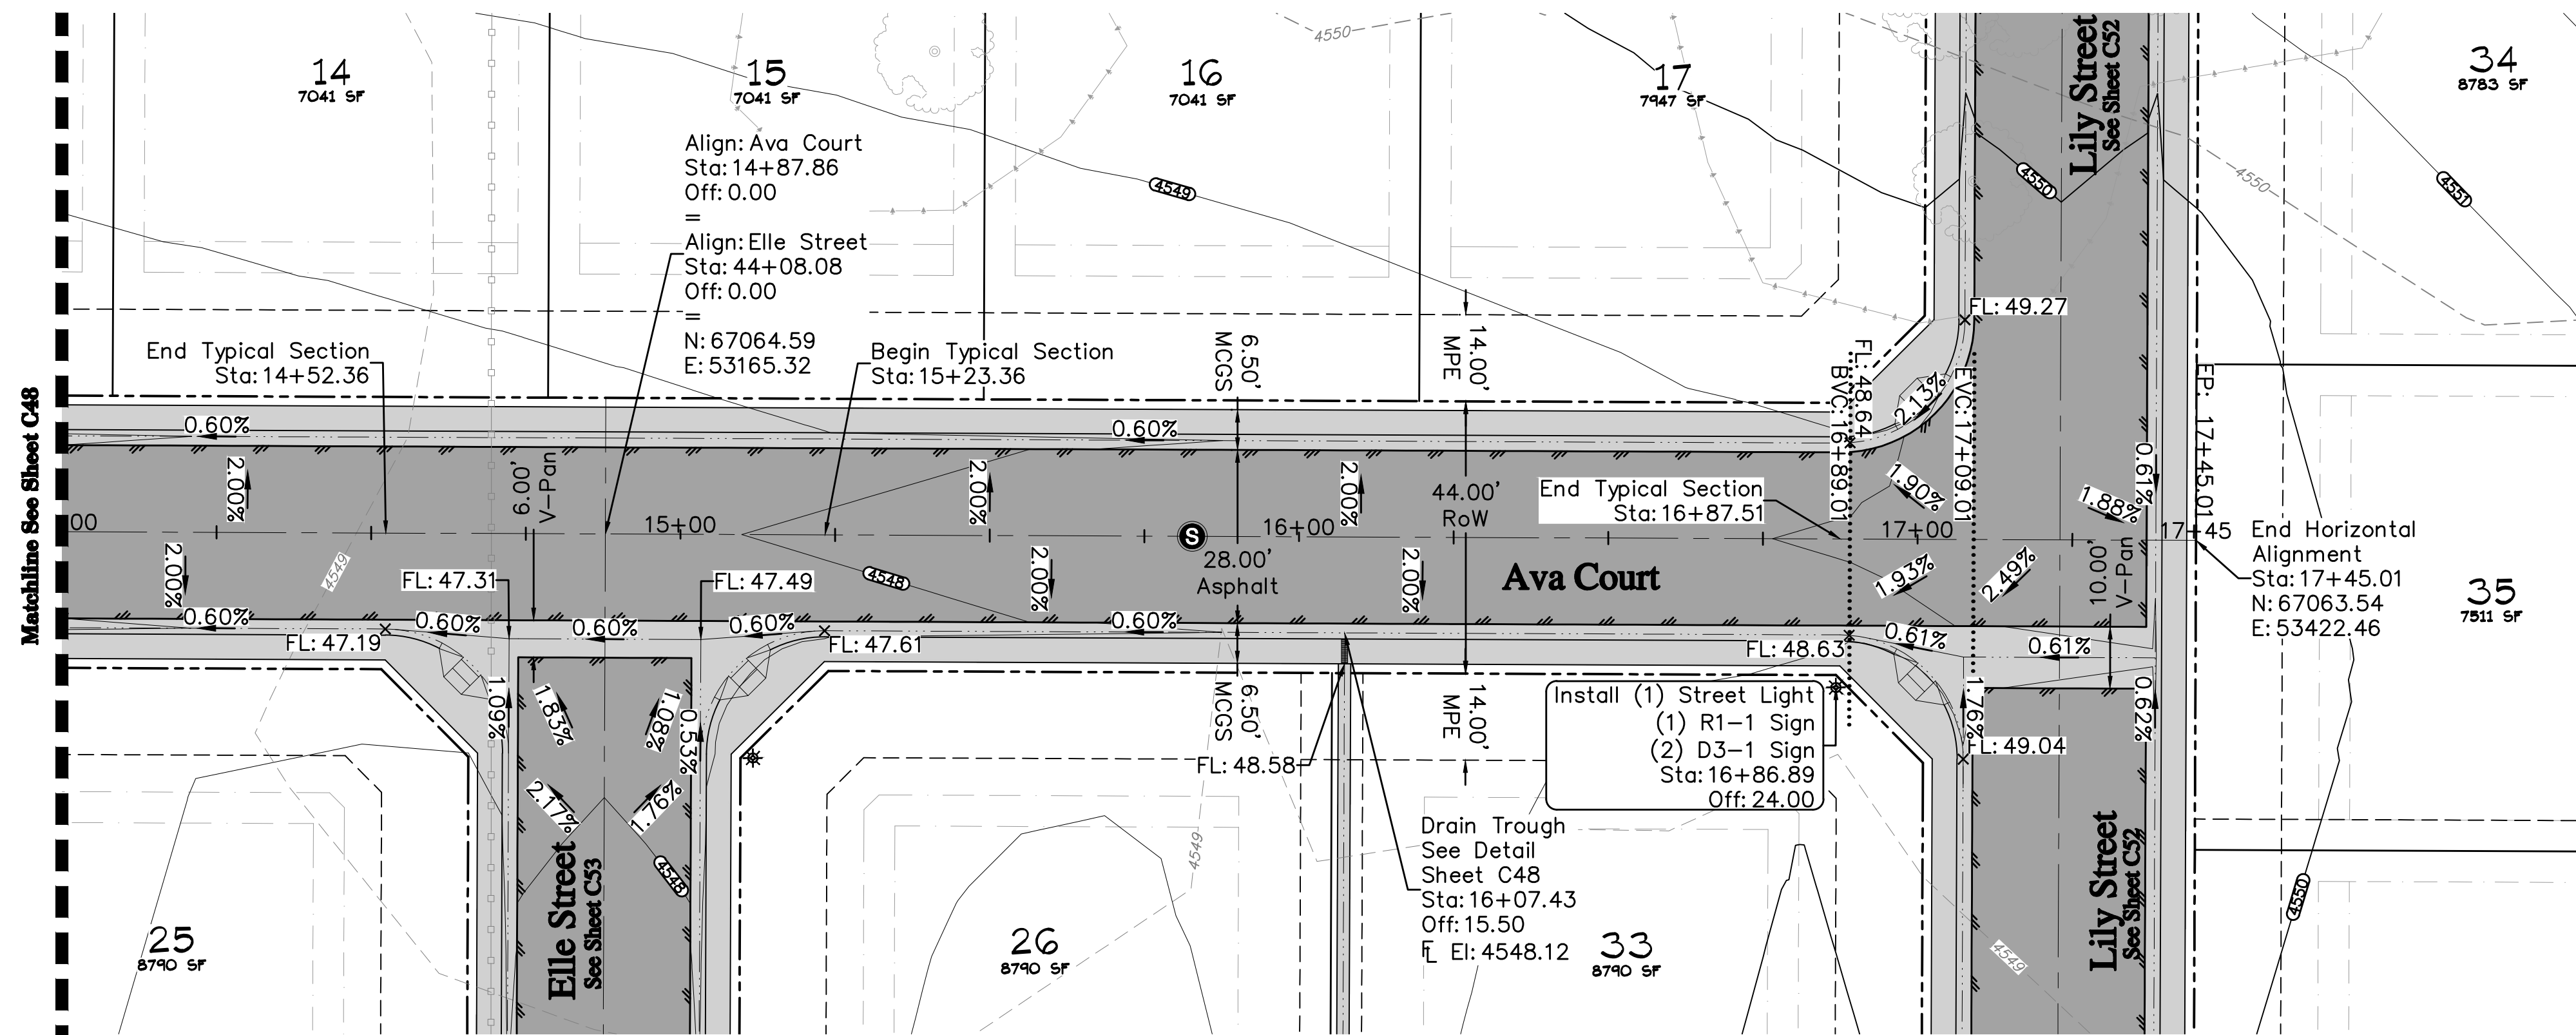 14
7041 SF
15
7041 SF
16
7041 SF
17
7947 SF
34
8783 SF
4550
4549
4550
4550
4551
Lily Street
See Sheet C52
Align: Ava Court
Sta: 14+87.86
Off: 0.00
=
Align: Elle Street
Sta: 44+08.08
Off: 0.00
=
N: 67064.59
E: 53165.32
End Typical Section
Sta: 14+52.36
Begin Typical Section
Sta: 15+23.36
6.50'
MCGS
14.00'
MPE
FL: 49.27
FL: 48.64
BVC: 16+89.01
EVC: 17+09.01
2.13%
EP: 17+45.01
Matchline See Sheet C48
0.60%
0.60%
2.00%
6.00'
V-Pan
2.00%
2.00%
44.00'
RoW
End Typical Section
Sta: 16+87.51
1.90%
1.88%
0.61%
00
15+00
16+00
17+00
17+45
S
28.00'
Asphalt
Ava Court
2.00%
4549
FL: 47.31
FL: 47.49
4548
2.00%
2.00%
1.93%
2.49%
10.00'
V-Pan
End Horizontal
Alignment
Sta: 17+45.01
N: 67063.54
E: 53422.46
35
7511 SF
0.60%
0.60%
0.60%
0.60%
0.60%
FL: 47.19
FL: 47.61
FL: 48.63
0.61%
0.61%
1.09%
1.83%
1.08%
0.53%
6.50'
MCGS
14.00'
MPE
Install (1) Street Light
(1) R1-1 Sign
(2) D3-1 Sign
Sta: 16+86.89
Off: 24.00
1.76%
0.62%
FL: 49.04
FL: 48.58
2.17%
1.76%
4548
Drain Trough
See Detail
Sheet C48
Sta: 16+07.43
Off: 15.50
FL El: 4548.12
4549
Elle Street
See Sheet C53
Lily Street
See Sheet C52
4550
4549
25
8790 SF
26
8790 SF
33
8790 SF